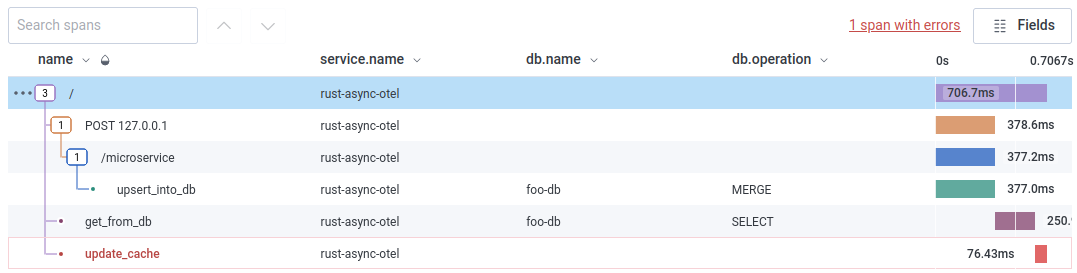 Search spans
1 span with errors
Fields
name service.name db.name db.operation 0s 0.7067s
3 / rust-async-otel 706.7ms
1 POST 127.0.0.1 rust-async-otel 378.6ms
1 /microservice rust-async-otel 377.2ms
upsert_into_db rust-async-otel foo-db MERGE 377.0ms
get_from_db rust-async-otel foo-db SELECT 250.
update_cache rust-async-otel 76.43ms